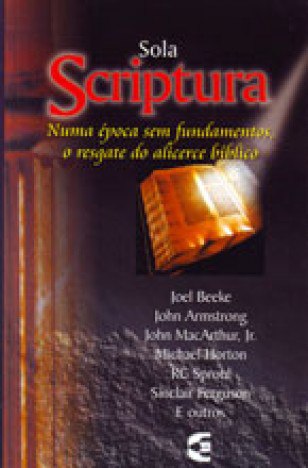 Sola
Scriptura
Numa época sem fundamentos,
o resgate do alicerce bíblico
Joel Beeke
John Armstrong
John MacArthur, Jr.
Michael Horton
RC Sproul
Sinclair Ferguson
E outros